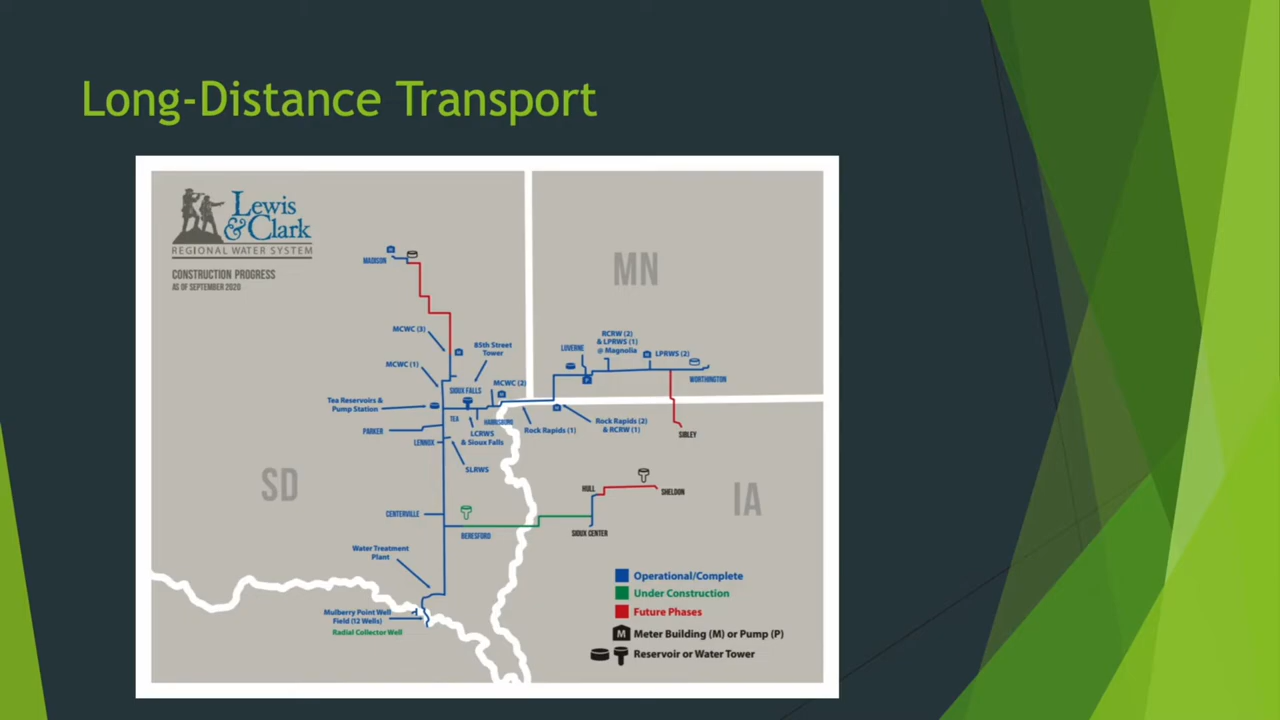 Long-Distance Transport
Lewis
& Clark
REGIONAL WATER SYSTEM
CONSTRUCTION PROGRESS
AS OF SEPTEMBER 2020
MN
MADISON
MCWC (3)
85th Street
Tower
RCRW (2)
& LPRWS (1)
@ Magnolia
LUVERNE
LPRWS (2)
P
WORTHINGTON
MCWC (1)
SIOUX FALLS
MCWC (2)
Tea Reservoirs &
Pump Station
TEA
HARRISBURG
LCRWS
& Sioux Falls
Rock Rapids (1)
Rock Rapids (2)
& RCRW (1)
PARKER
LENNOX
SIBLEY
SLRWS
SD
IA
HULL
SHELDON
CENTERVILLE
BERESFORD
SIOUX CENTER
Water Treatment
Plant
Mulberry Point Well
Field (12 Wells)
Radial Collector Well
Operational/Complete
Under Construction
Future Phases
M Meter Building (M) or Pump (P)
Reservoir or Water Tower